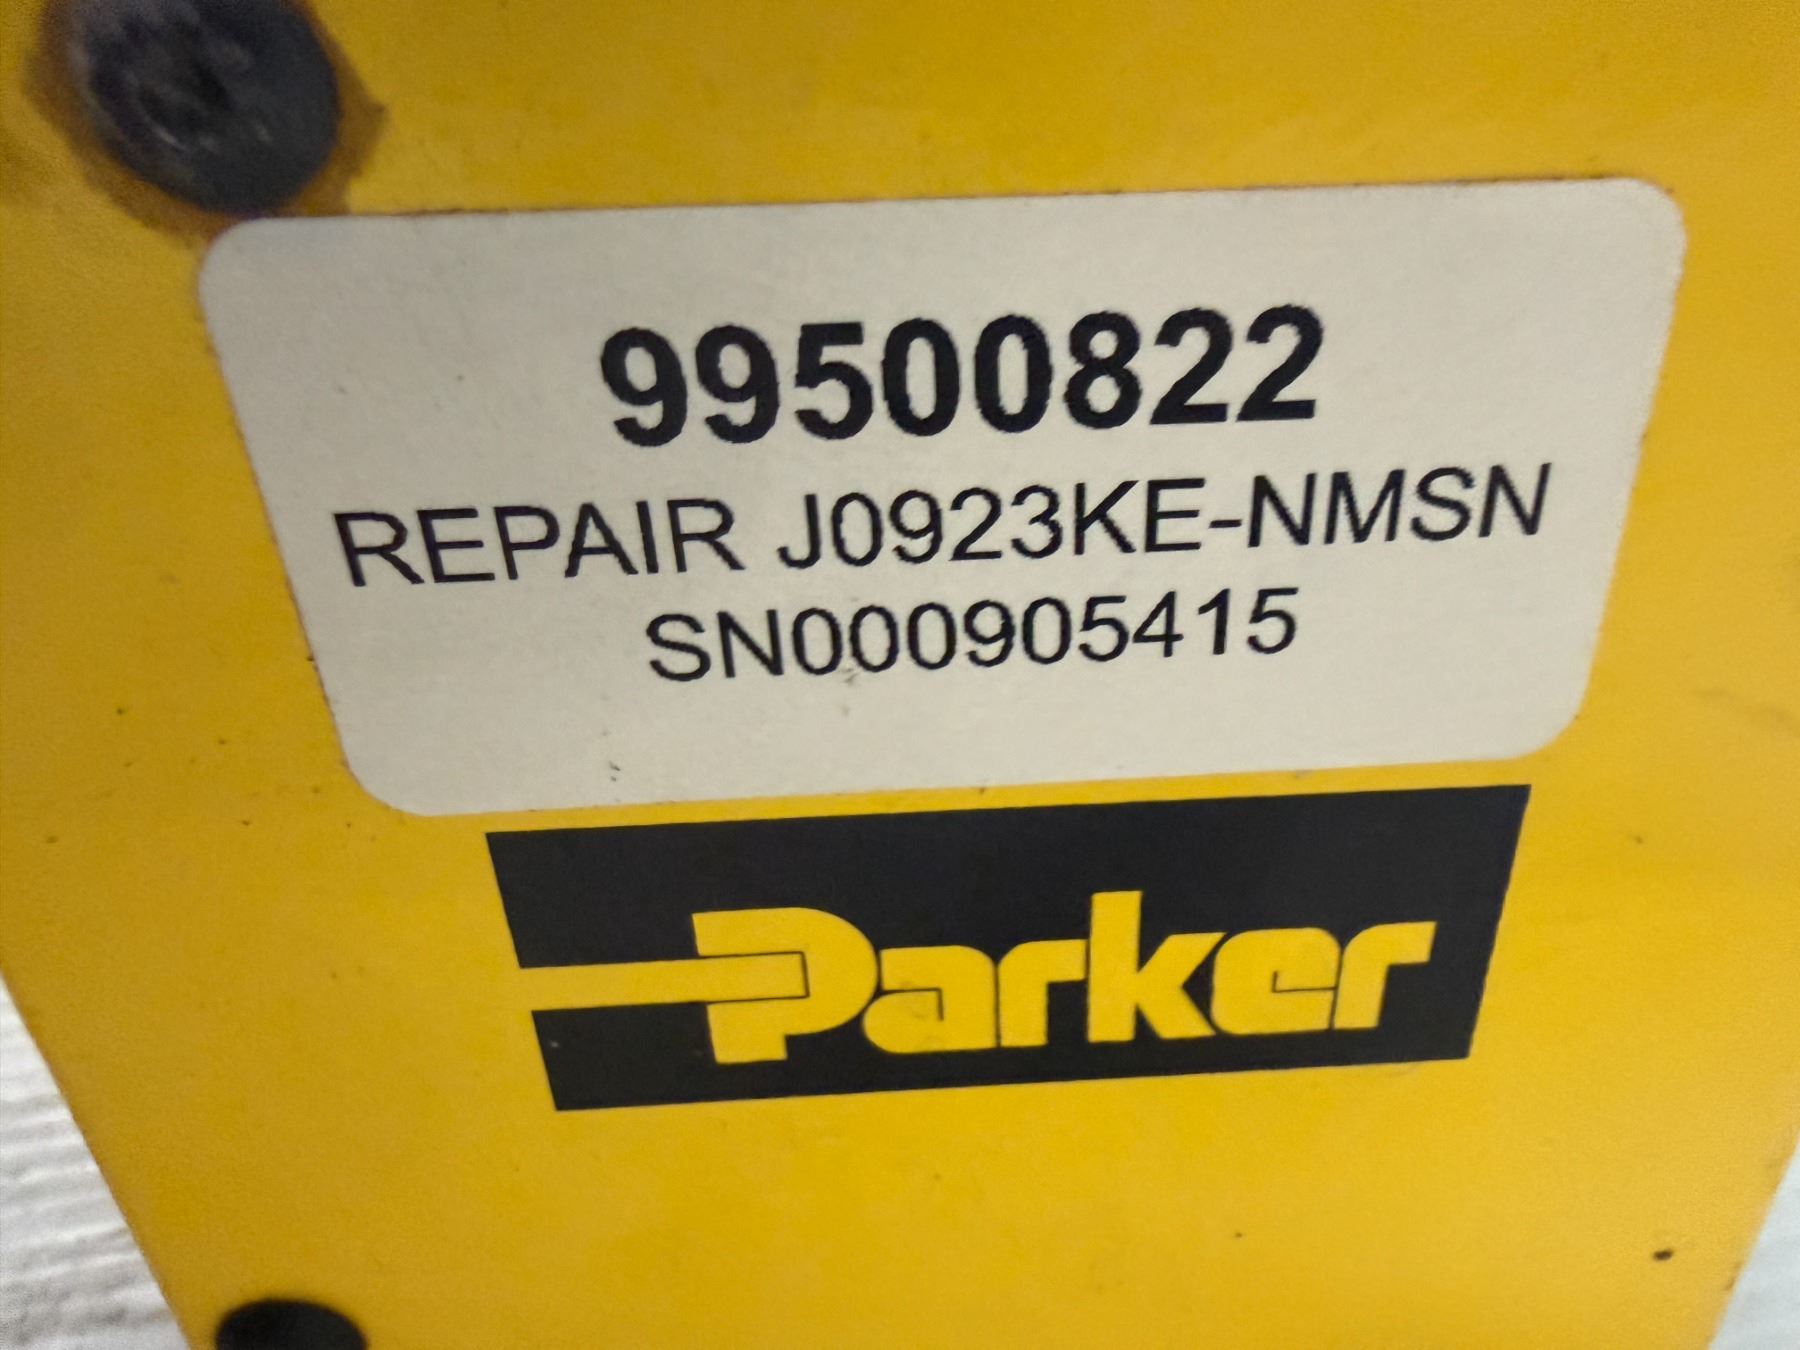 99500822
REPAIR J0923KE-NMSN
SN000905415
Parker